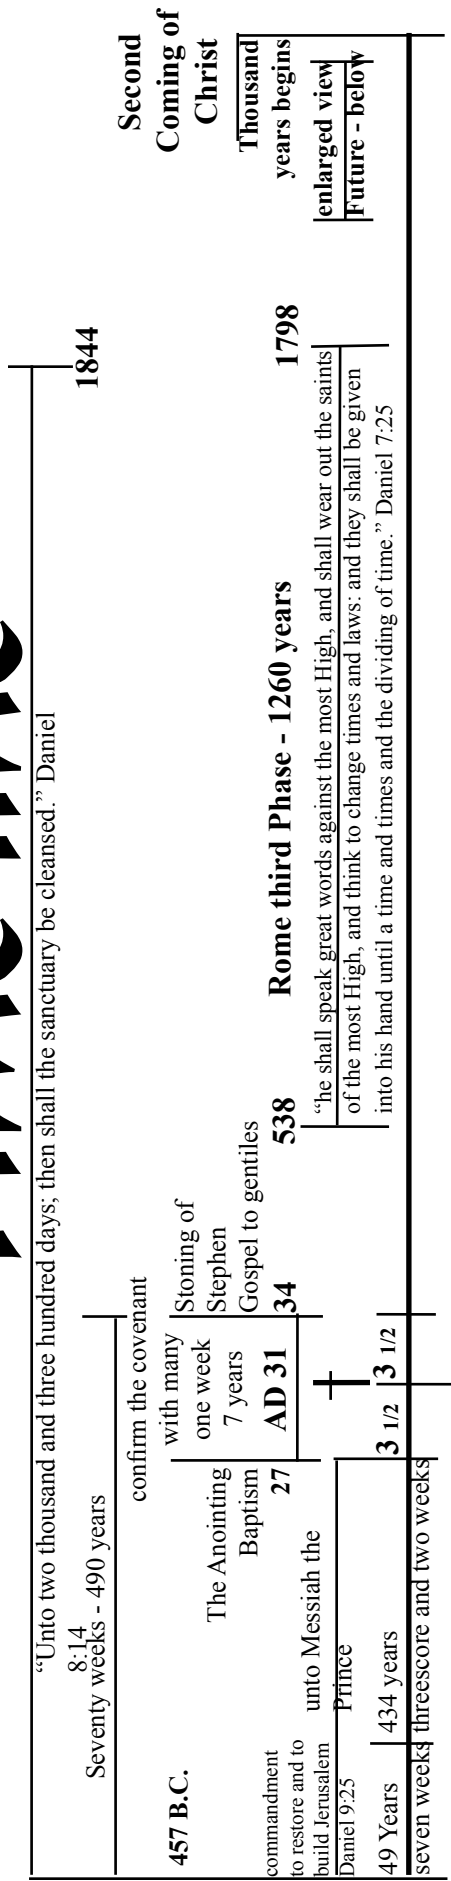 “Unto two thousand and three hundred days; then shall the sanctuary be cleansed.” Daniel
8:14
Seventy weeks - 490 years
1844
457 B.C.
commandment
to restore and to
build Jerusalem
Daniel 9:25
unto Messiah the
Prince
The Anointing
Baptism
27
confirm the covenant
with many
one week
7 years
AD 31
Stoning of
Stephen
Gospel to gentiles
34
538
Rome third Phase - 1260 years
1798
“he shall speak great words against the most High, and shall wear out the saints
of the most High, and think to change times and laws: and they shall be given
into his hand until a time and times and the dividing of time.” Daniel 7:25
Second
Coming of
Christ
Thousand
years begins
enlarged view
Future - below
49 Years
434 years
3 1/2
3 1/2
seven weeks
threescore and two weeks